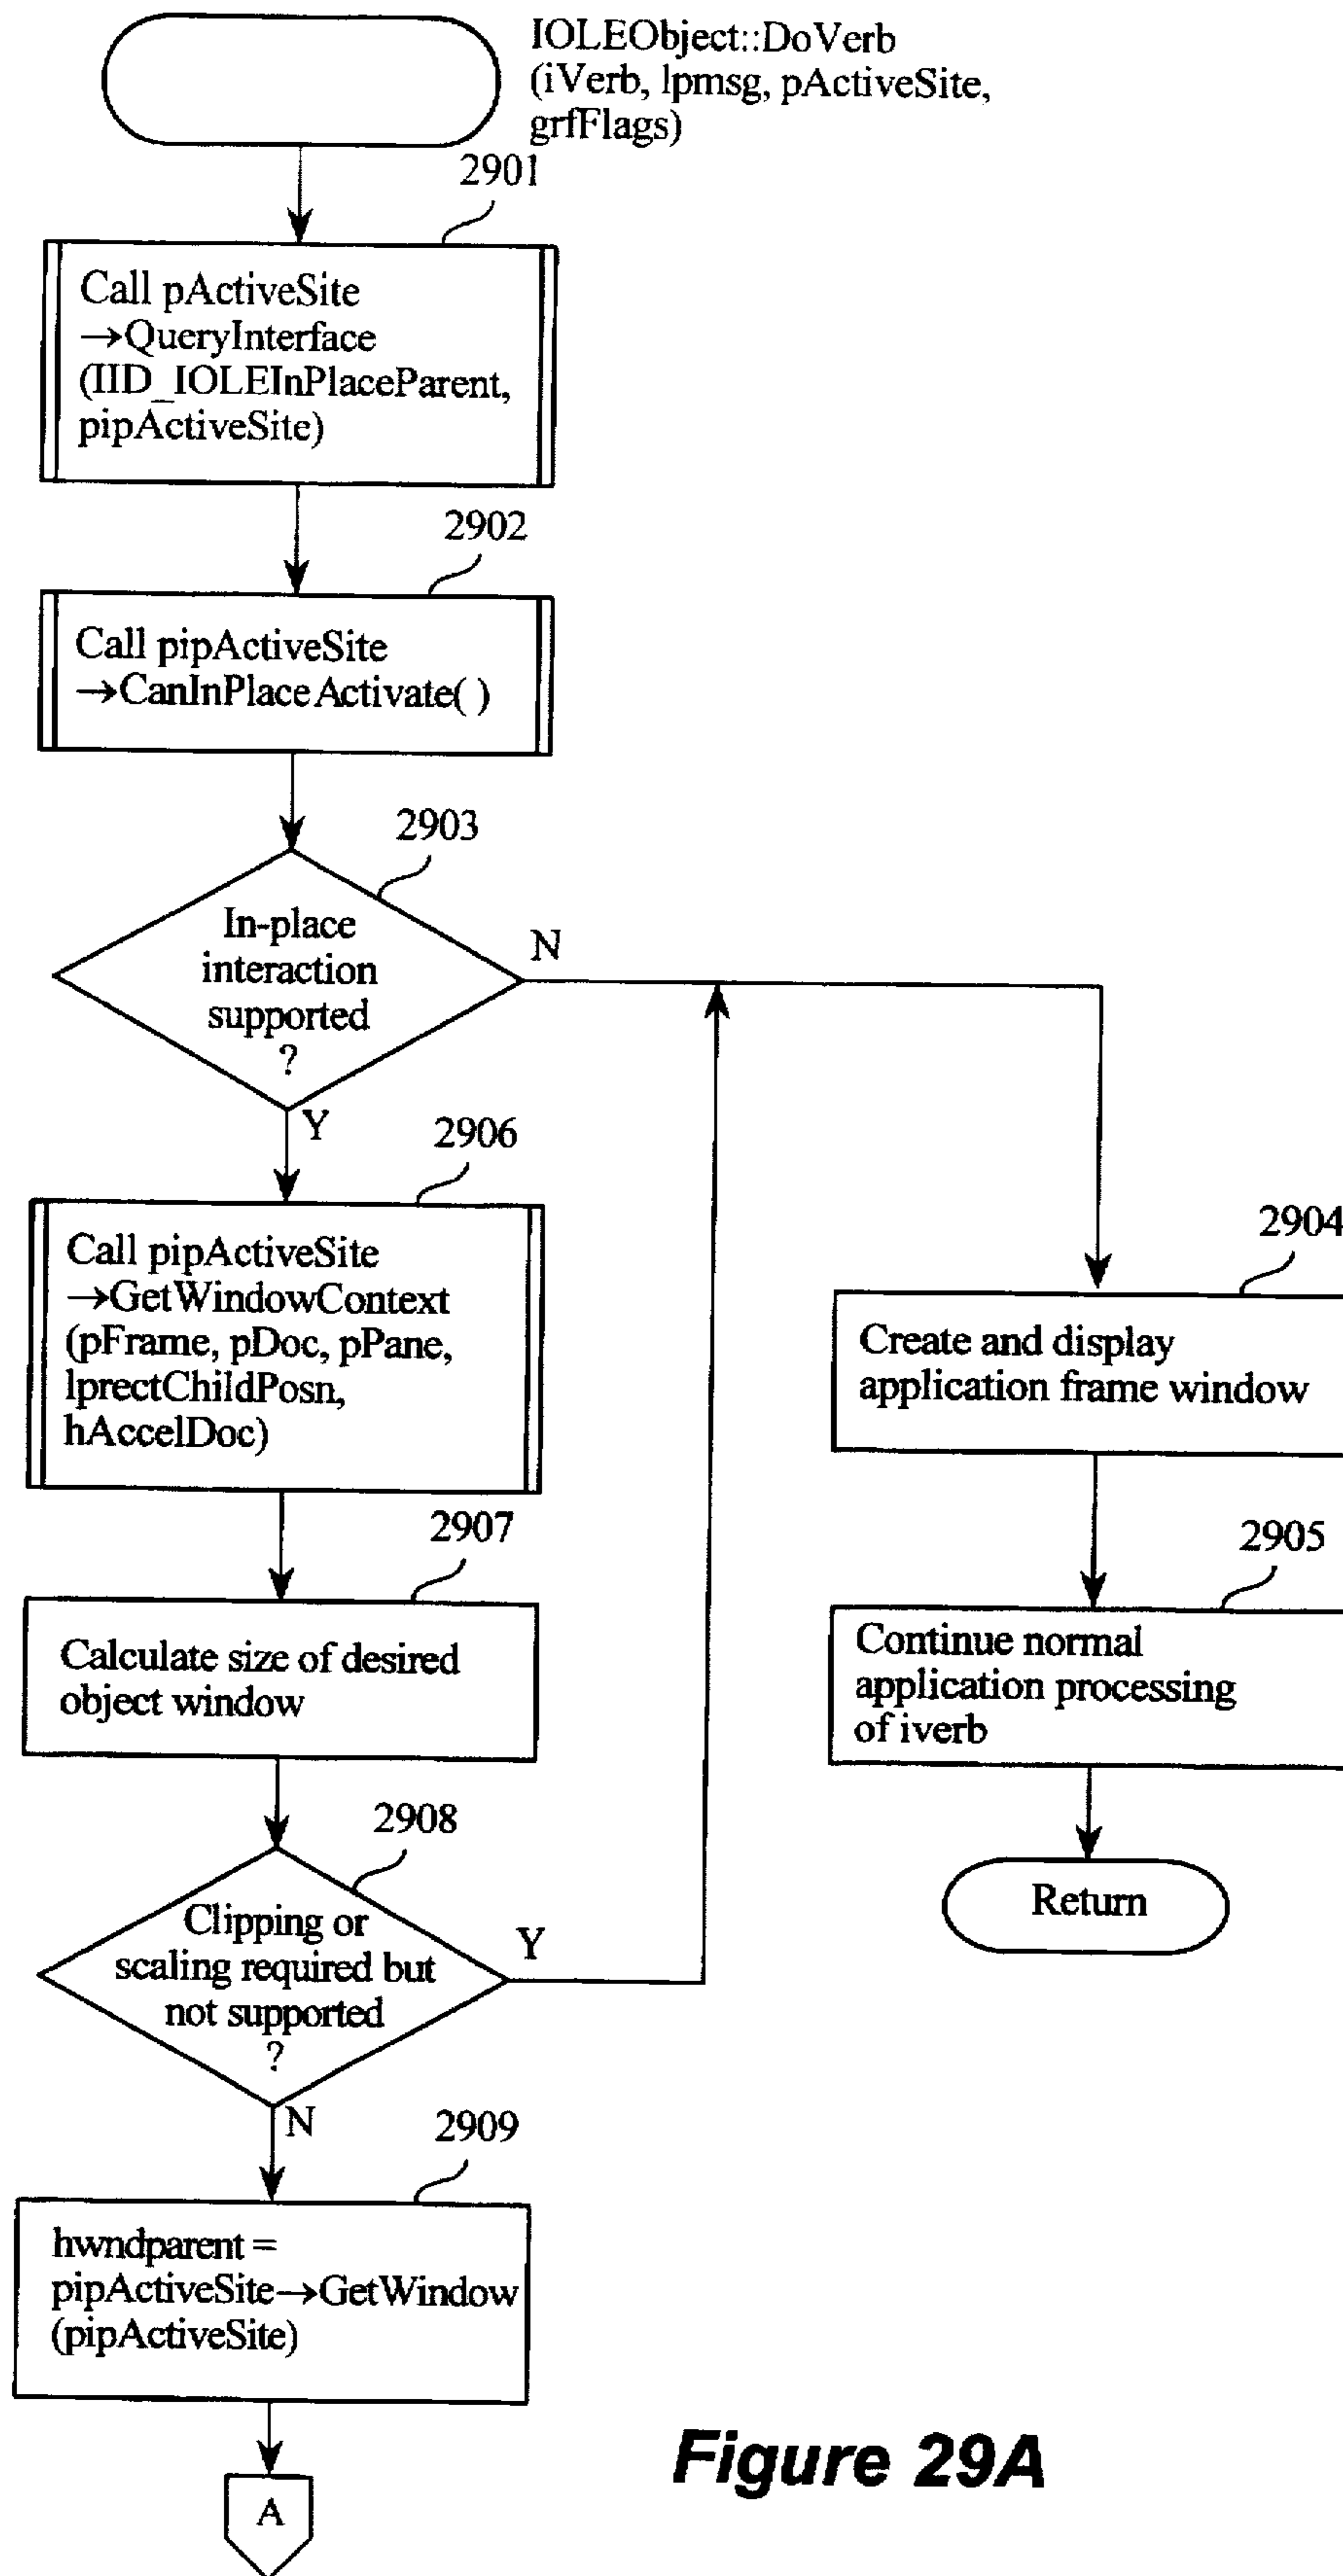 IOLEObject::DoVerb
(iVerb, lpmsg, pActiveSite,
grfFlags)
2901
Call pActiveSite
→QueryInterface
(IID_IOLEInPlaceParent,
pipActiveSite)
2902
Call pipActiveSite
→CanInPlaceActivate( )
2903
In-place
interaction
supported
?
N
Y
2906
Call pipActiveSite
→GetWindowContext
(pFrame, pDoc, pPane,
lprectChildPosn,
hAccelDoc)
2904
Create and display
application frame window
2907
Calculate size of desired
object window
2905
Continue normal
application processing
of iverb
2908
Clipping or
scaling required but
not supported
?
Y
N
Return
2909
hwndparent =
pipActiveSite→GetWindow
(pipActiveSite)
A
Figure 29A